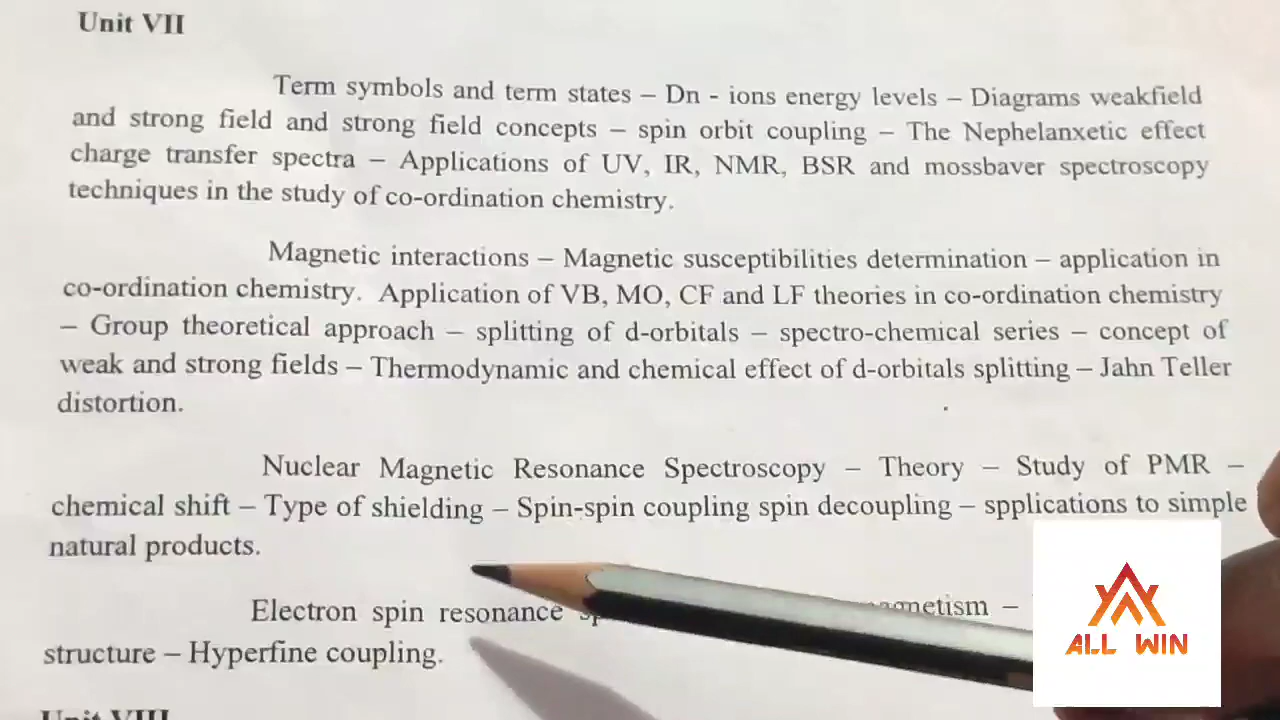 Unit VII
Term symbols and term states – Dn - ions energy levels – Diagrams weakfield
and strong field and strong field concepts – spin orbit coupling – The Nephelanxetic effect
charge transfer spectra – Applications of UV, IR, NMR, BSR and mossbaver spectroscopy
techniques in the study of co-ordination chemistry.
Magnetic interactions – Magnetic susceptibilities determination – application in
co-ordination chemistry. Application of VB, MO, CF and LF theories in co-ordination chemistry
– Group theoretical approach – splitting of d-orbitals – spectro-chemical series – concept of
weak and strong fields – Thermodynamic and chemical effect of d-orbitals splitting – Jahn Teller
distortion.
Nuclear Magnetic Resonance Spectroscopy – Theory – Study of PMR –
chemical shift – Type of shielding – Spin-spin coupling spin decoupling – spplications to simple
natural products.
Electron spin resonance –
structure – Hyperfine coupling.
Unit VIII
ALL WIN